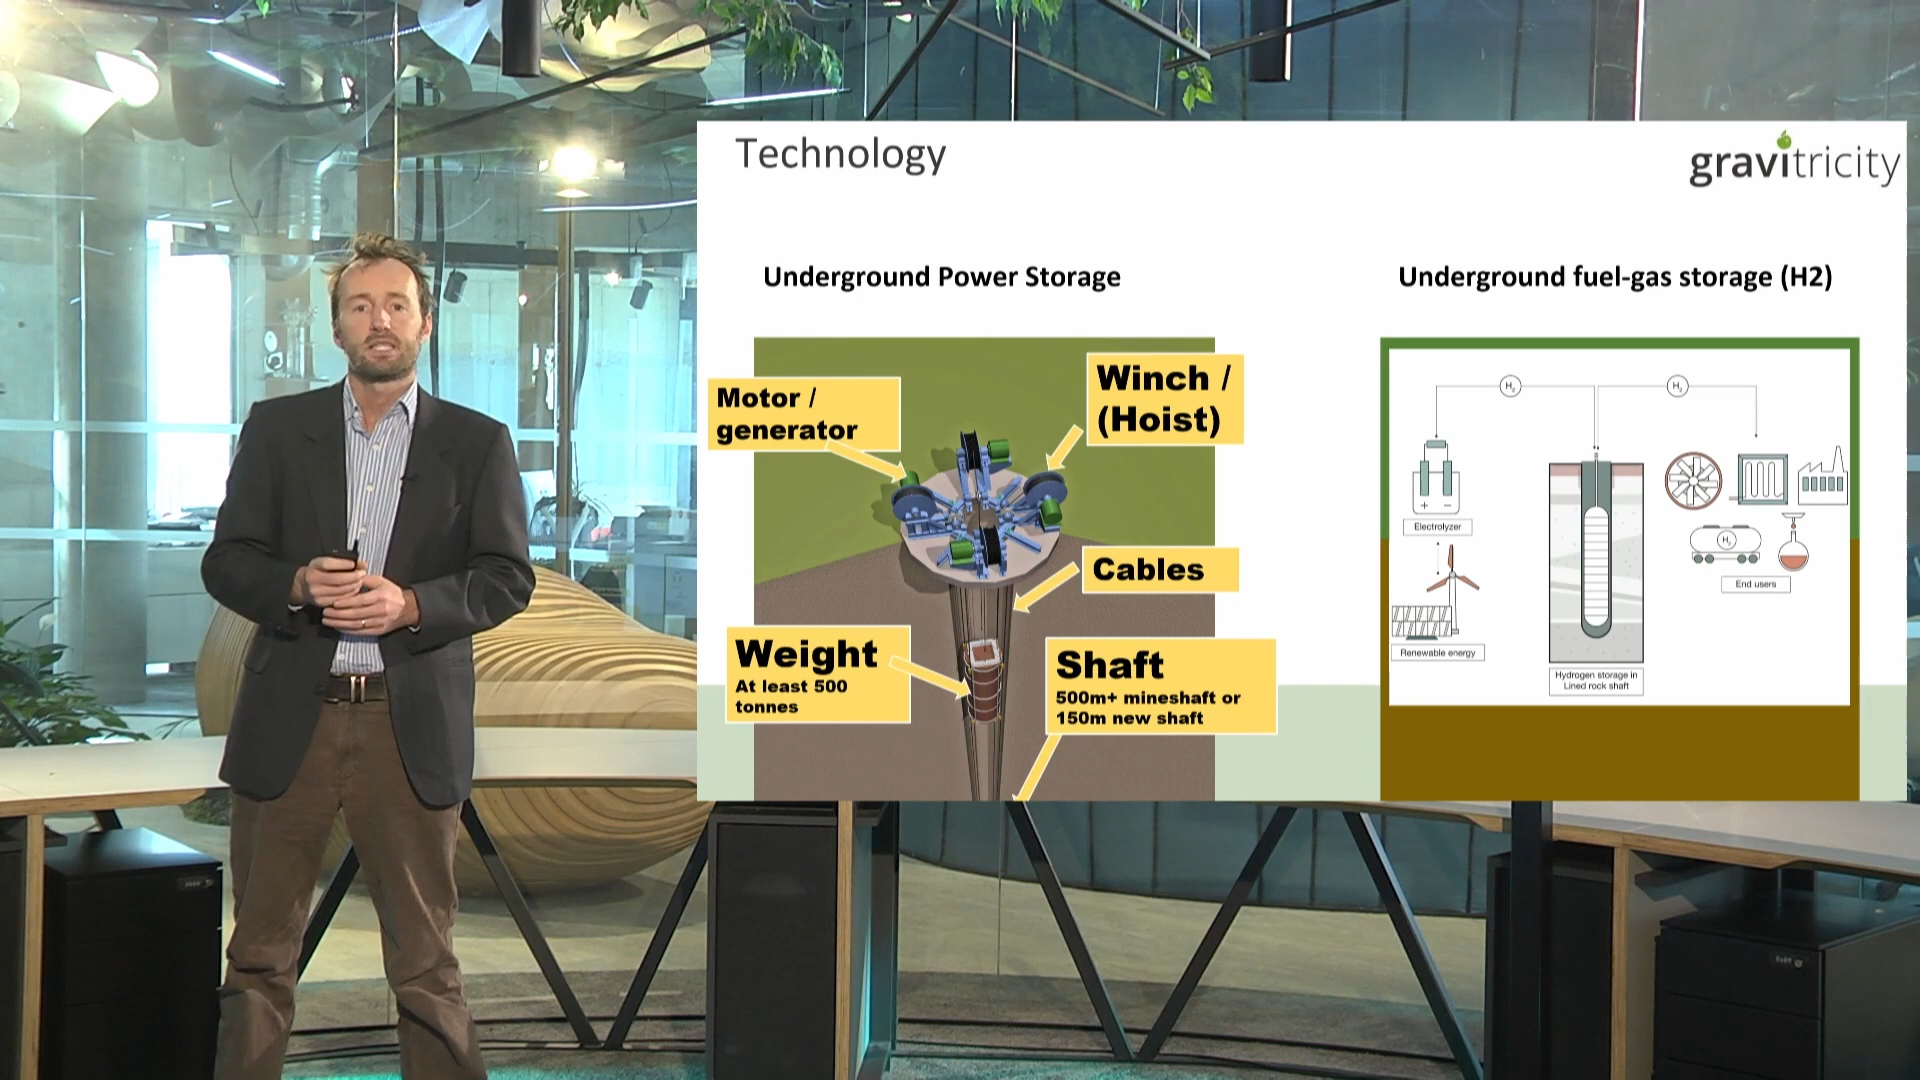 Technology
gravitricity
Underground Power Storage
Underground fuel-gas storage (H2)
Motor /
generator
Winch /
(Hoist)
Cables
Weight
At least 500
tonnes
Shaft
500m+ mineshaft or
150m new shaft
H₂
H₂
Electrolyzer
+ −
Renewable energy
Hydrogen storage in
Lined rock shaft
H₂
End users